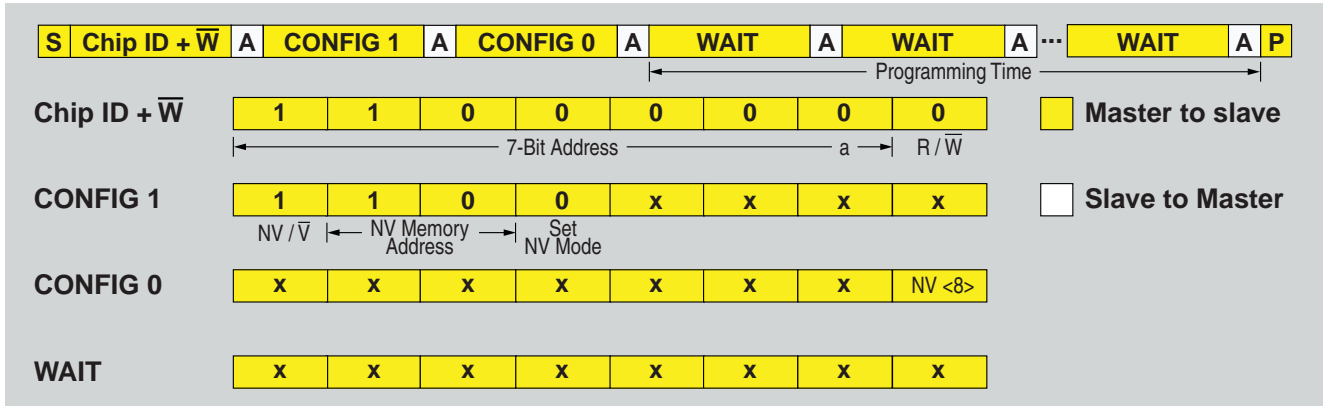 S Chip ID + W̅ A CONFIG 1 A CONFIG 0 A WAIT A WAIT A ··· WAIT A P
Programming Time
Chip ID + W̅ 1 1 0 0 0 0 0 0 Master to slave
7-Bit Address a R / W̅
CONFIG 1 1 1 0 0 x x x x Slave to Master
NV / V̅ NV Memory Address Set NV Mode
CONFIG 0 x x x x x x x NV <8>
WAIT x x x x x x x x